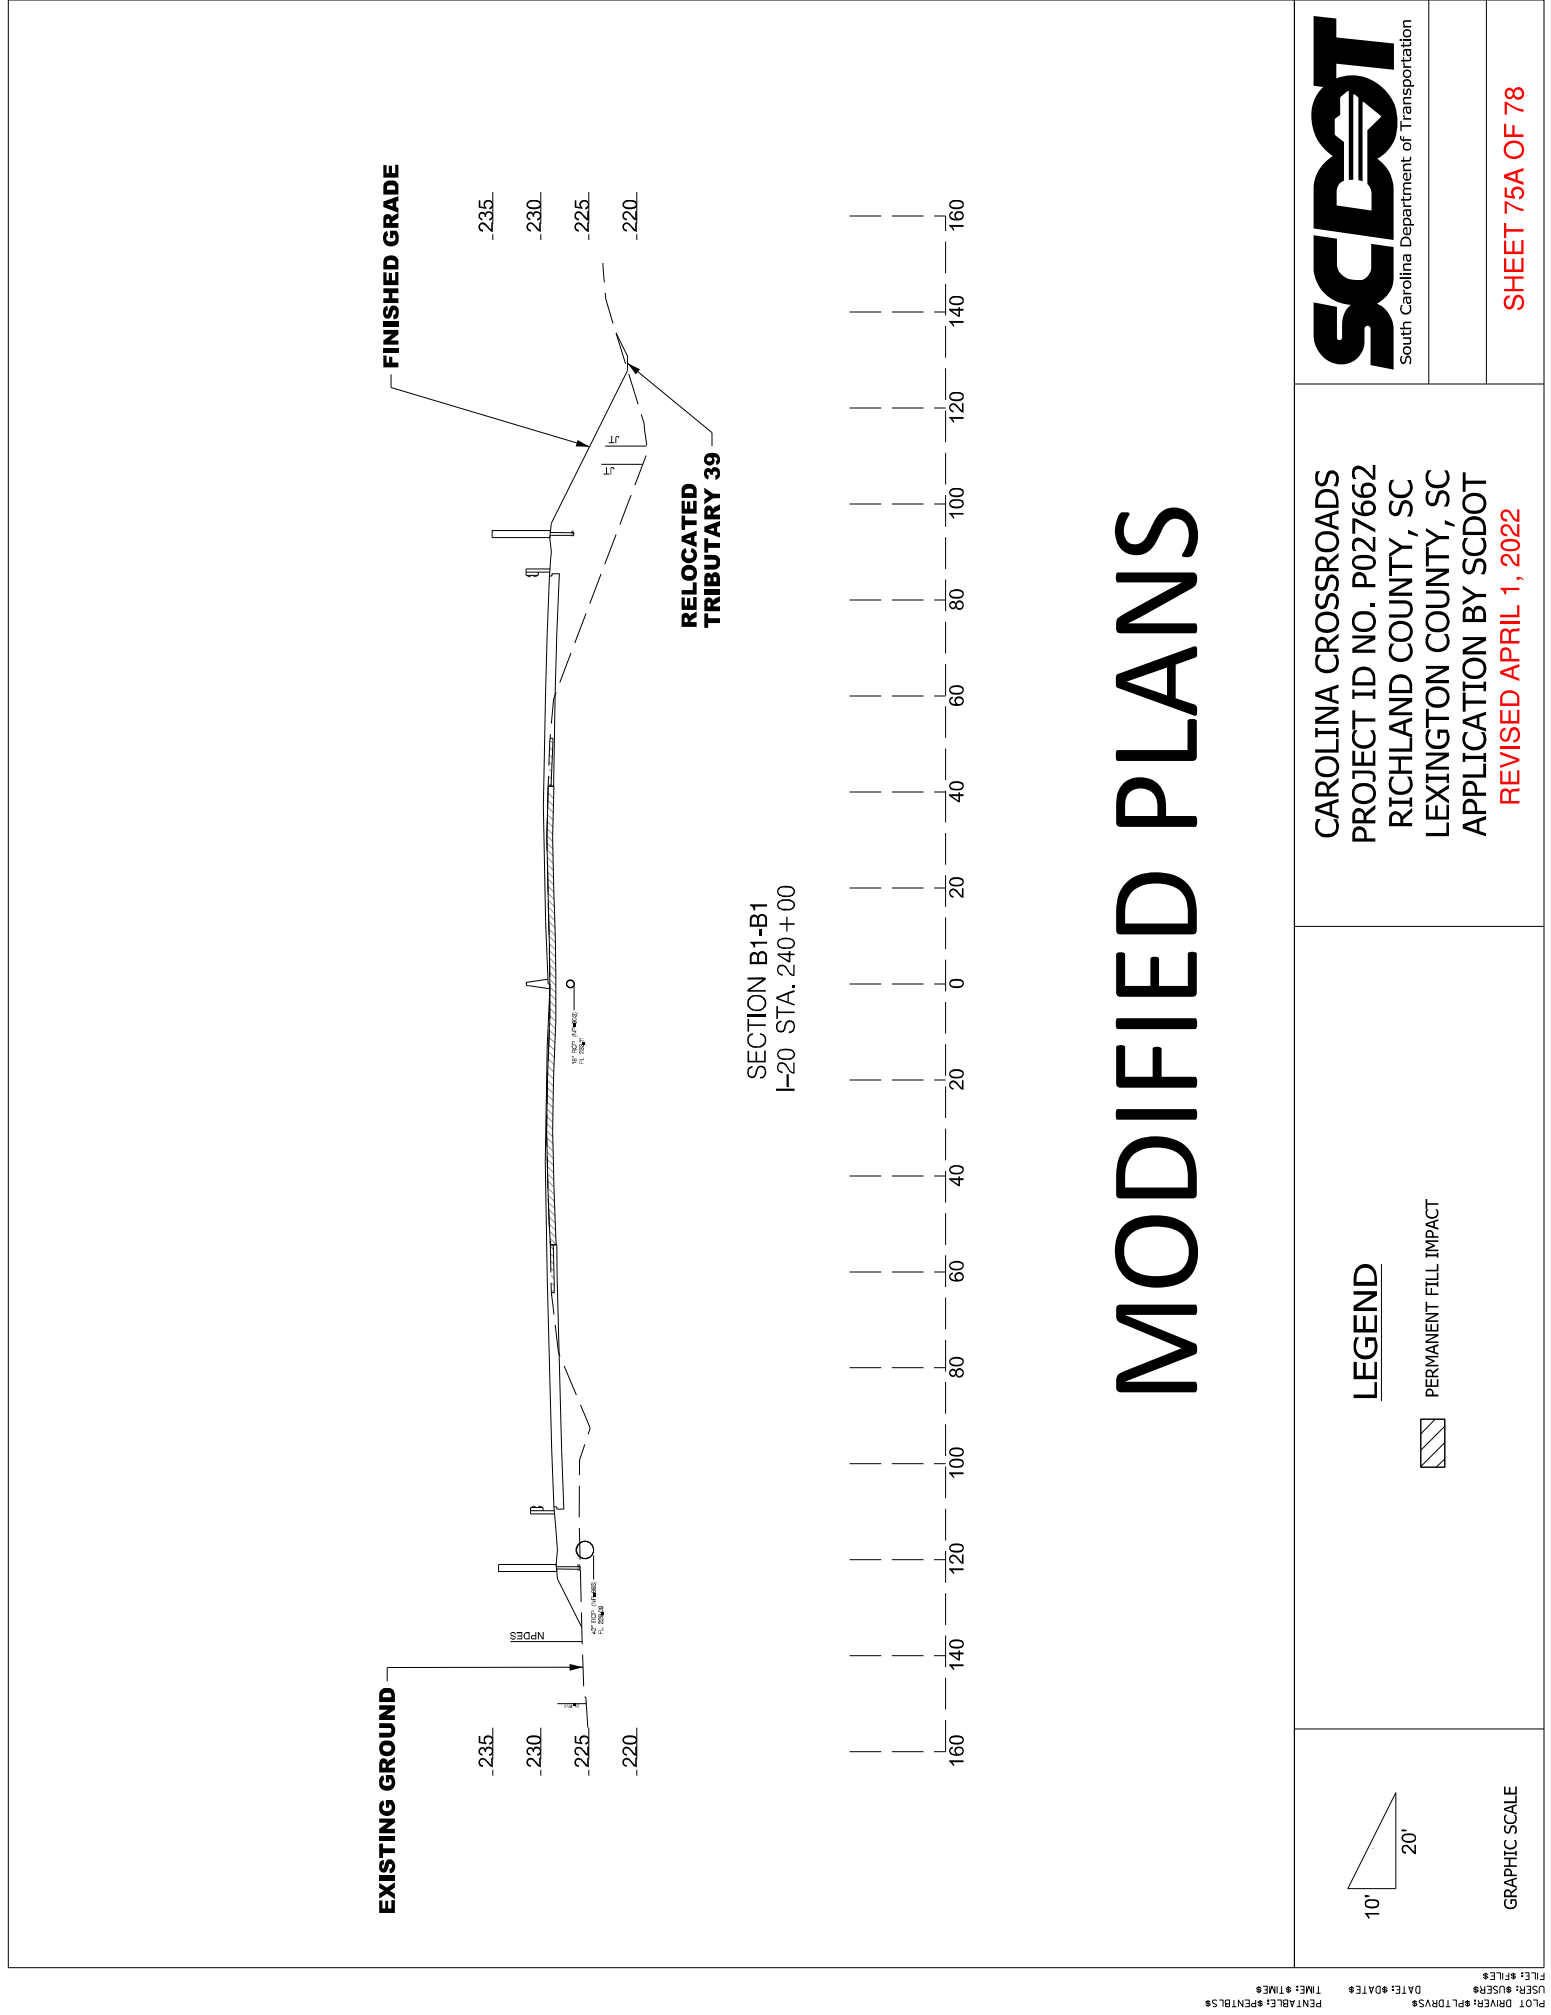 FINISHED GRADE
EXISTING GROUND
235
230
225
220
235
230
225
220
NPDES
JT
JT
RELOCATED
TRIBUTARY 39
SECTION B1-B1
I-20 STA. 240+00
160
140
120
100
80
60
40
20
0
20
40
60
80
100
120
140
160
MODIFIED PLANS
10'
20'
GRAPHIC SCALE
LEGEND
PERMANENT FILL IMPACT
CAROLINA CROSSROADS
PROJECT ID NO. P027662
RICHLAND COUNTY, SC
LEXINGTON COUNTY, SC
APPLICATION BY SCDOT
REVISED APRIL 1, 2022
SCDOT
South Carolina Department of Transportation
SHEET 75A OF 78
PLOT DRIVER: $PLTDRVS$
USER: $USER$
FILE: $FILE$
DATE: $DATE$
PENTABLE: $PENTBLS$
TIME: $TIME$